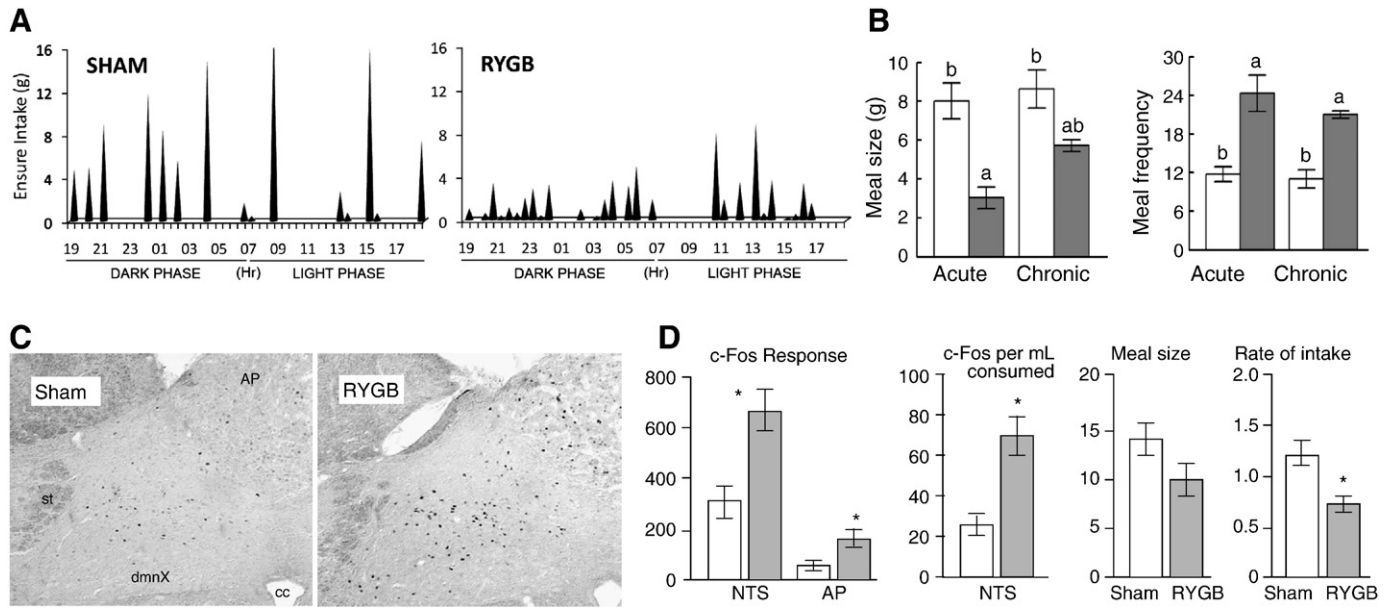 A
SHAM
Ensure Intake (g)
16
12
8
4
0
19 21 23 01 03 05 07 09 11 13 15 17
DARK PHASE (Hr) LIGHT PHASE
RYGB
16
12
8
4
0
19 21 23 01 03 05 07 09 11 13 15 17
DARK PHASE (Hr) LIGHT PHASE
B
Meal size (g)
10
8
6
4
2
0
b a b ab
Acute Chronic
Meal frequency
30
24
18
12
6
0
b a b a
Acute Chronic
C
Sham
AP
st
dmnX
cc
RYGB
D
c-Fos Response
800
600
400
200
0
* *
NTS AP
c-Fos per mL
consumed
100
80
60
40
20
0
*
NTS
Meal size
20
15
10
5
0
Sham RYGB
Rate of intake
2.0
1.5
1.0
0.5
0
*
Sham RYGB